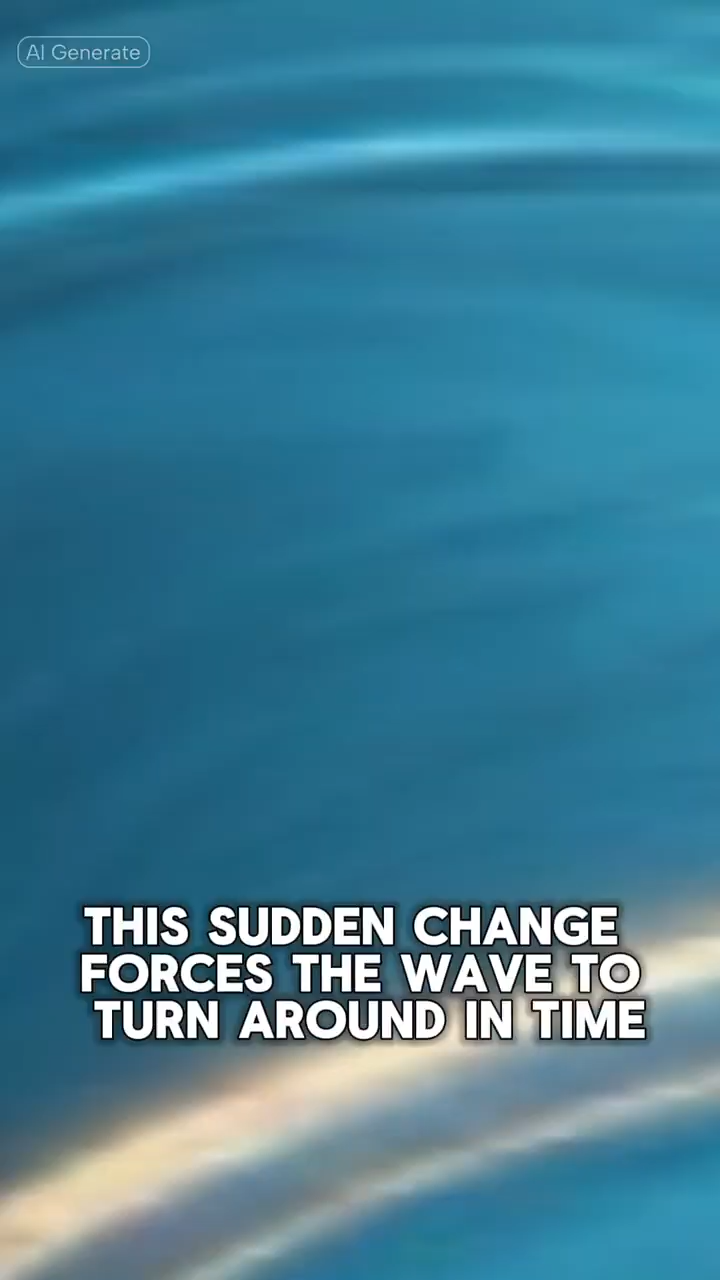 AI Generate
THIS SUDDEN CHANGE
FORCES THE WAVE TO
TURN AROUND IN TIME